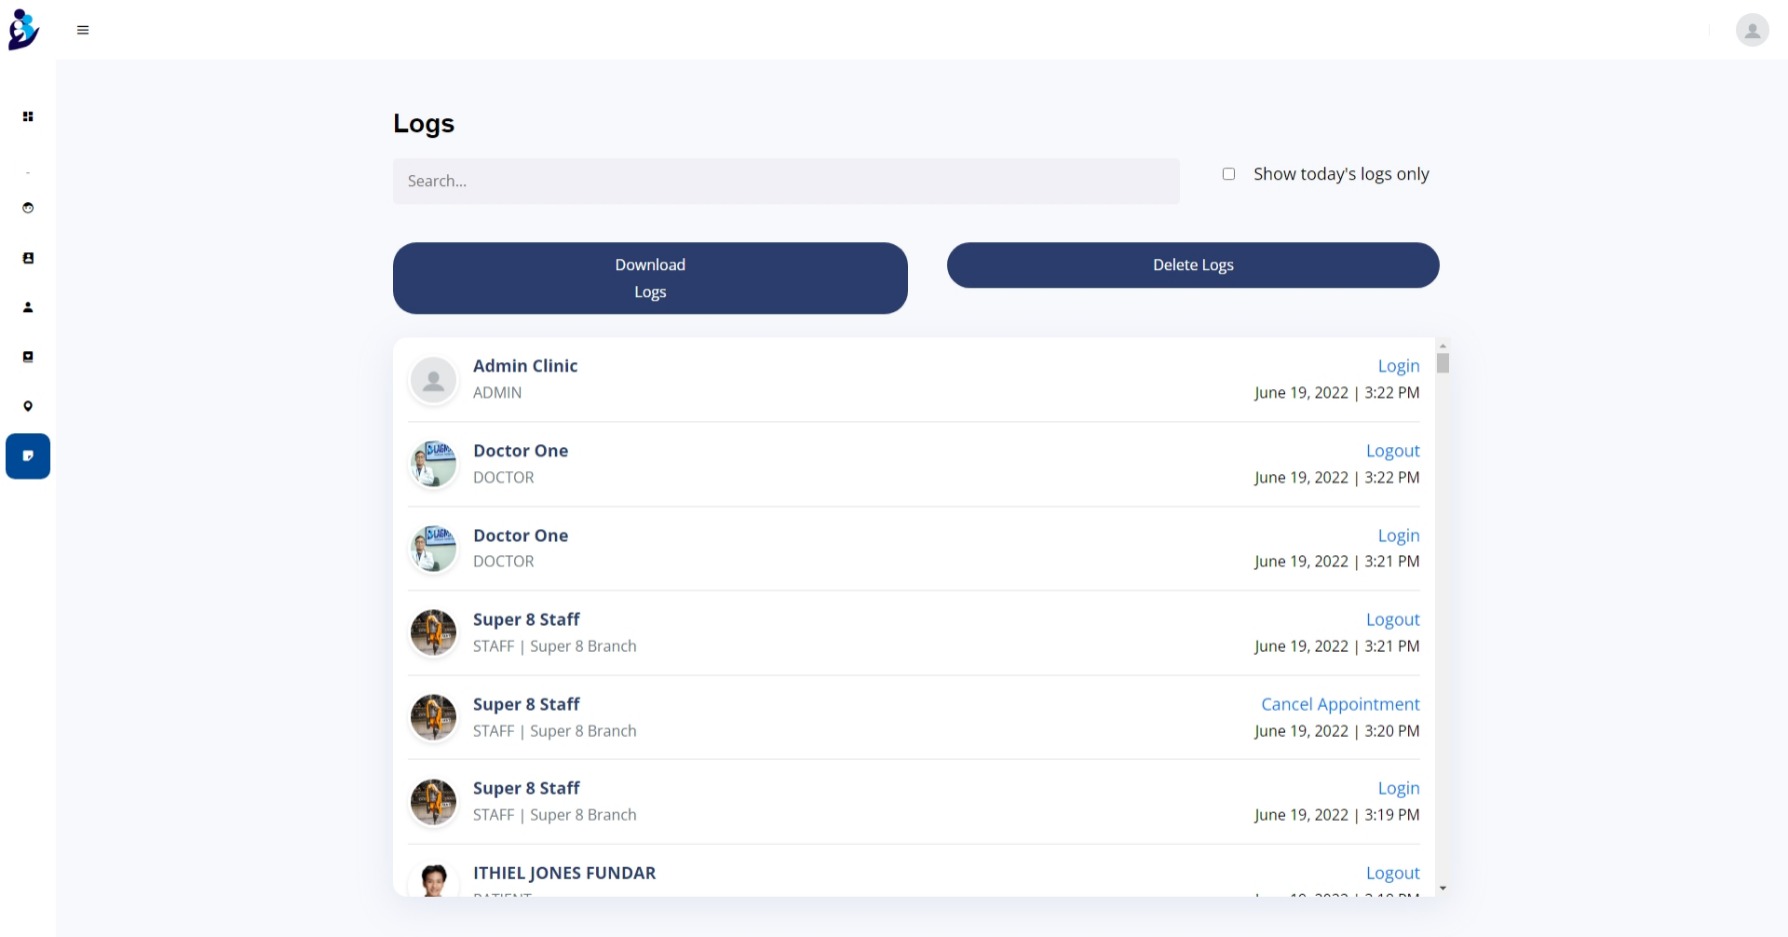 Logs
Search...
Show today's logs only
Download
Logs
Delete Logs
Admin Clinic
Login
ADMIN
June 19, 2022 | 3:22 PM
Doctor One
Logout
DOCTOR
June 19, 2022 | 3:22 PM
Doctor One
Login
DOCTOR
June 19, 2022 | 3:21 PM
Super 8 Staff
Logout
STAFF | Super 8 Branch
June 19, 2022 | 3:21 PM
Super 8 Staff
Cancel Appointment
STAFF | Super 8 Branch
June 19, 2022 | 3:20 PM
Super 8 Staff
Login
STAFF | Super 8 Branch
June 19, 2022 | 3:19 PM
ITHIEL JONES FUNDAR
Logout